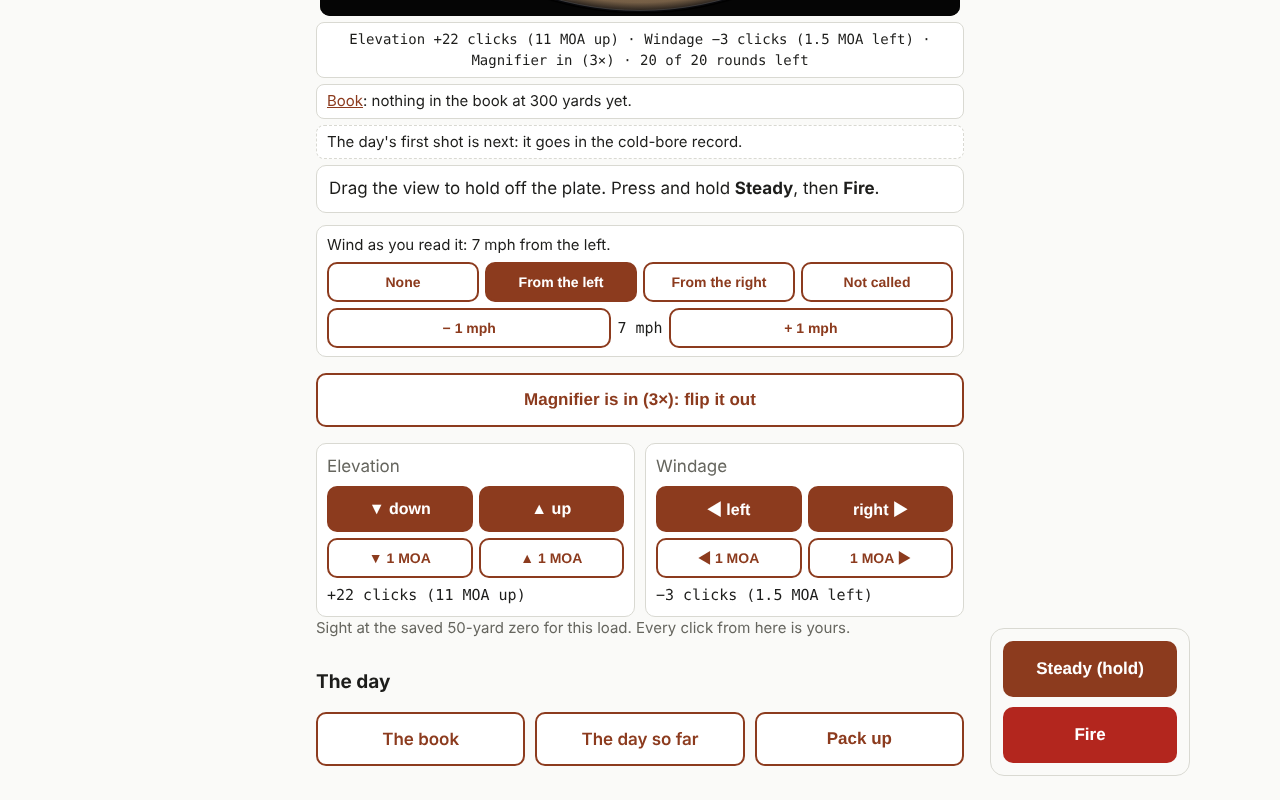 Elevation +22 clicks (11 MOA up) · Windage −3 clicks (1.5 MOA left) ·
Magnifier in (3×) · 20 of 20 rounds left
Book: nothing in the book at 300 yards yet.
The day's first shot is next: it goes in the cold-bore record.
Drag the view to hold off the plate. Press and hold Steady, then Fire.
Wind as you read it: 7 mph from the left.
None From the left From the right Not called
− 1 mph 7 mph + 1 mph
Magnifier is in (3×): flip it out
Elevation
▼ down ▲ up
▼ 1 MOA ▲ 1 MOA
+22 clicks (11 MOA up)
Windage
◀ left right ▶
◀ 1 MOA 1 MOA ▶
−3 clicks (1.5 MOA left)
Sight at the saved 50-yard zero for this load. Every click from here is yours.
The day
The book The day so far Pack up
Steady (hold)
Fire